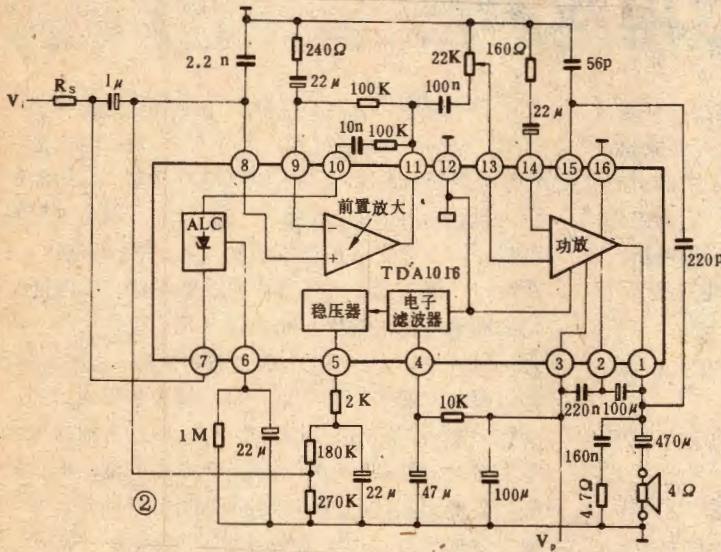 2.2 n
240Ω
22 μ
100K
100n
22K
160Ω
22 μ
56p
Rs
1μ
V i
10n
100K
8
9
10
11
12
13
14
15
16
ALC
前置放大
功放
220p
TDA1016
稳压器
电子
滤波器
7
6
5
4
3
2
1
2 K
10K
220n
100μ
1 M
22 μ
180K
270K
22 μ
47 μ
100μ
160n
470μ
4.7Ω
4 Ω
②
Vp